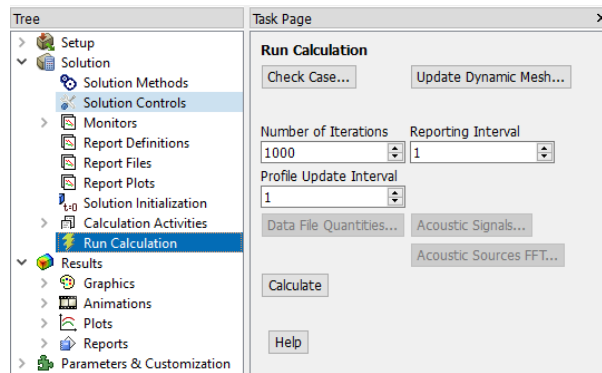 Tree
Setup
Solution
Solution Methods
Solution Controls
Monitors
Report Definitions
Report Files
Report Plots
t=0 Solution Initialization
Calculation Activities
Run Calculation
Results
Graphics
Animations
Plots
Reports
Parameters & Customization
Task Page
Run Calculation
Check Case... Update Dynamic Mesh...
Number of Iterations Reporting Interval
1000 1
Profile Update Interval
1
Data File Quantities... Acoustic Signals...
Acoustic Sources FFT...
Calculate
Help